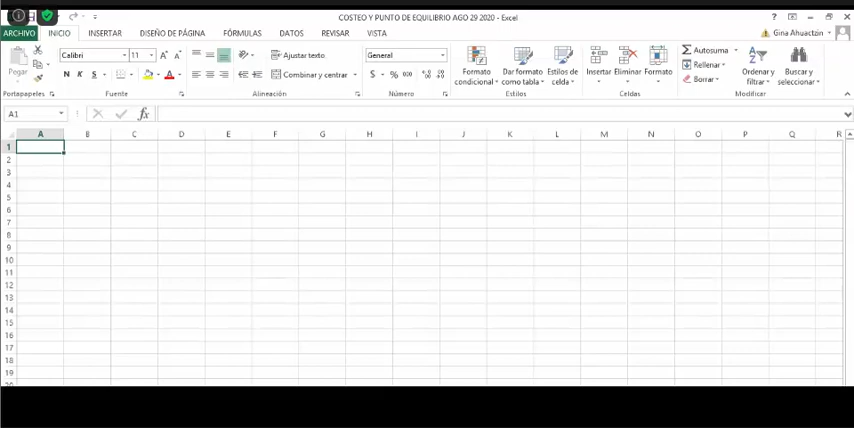 COSTEO Y PUNTO DE EQUILIBRIO AGO 29 2020 - Excel
ARCHIVO INICIO INSERTAR DISEÑO DE PÁGINA FÓRMULAS DATOS REVISAR VISTA Gina Ahuactzin
Calibri 11 Ajustar texto General Autosuma
Pegar N K S Combinar y centrar $ % 000 Formato condicional Dar formato como tabla Estilos de celda Insertar Eliminar Formato Rellenar Borrar Ordenar y filtrar Buscar y seleccionar
Portapapeles Fuente Alineación Número Estilos Celdas Modificar
A1 fx
A B C D E F G H I J K L M N O P Q R
1
2
3
4
5
6
7
8
9
10
11
12
13
14
15
16
17
18
19
20